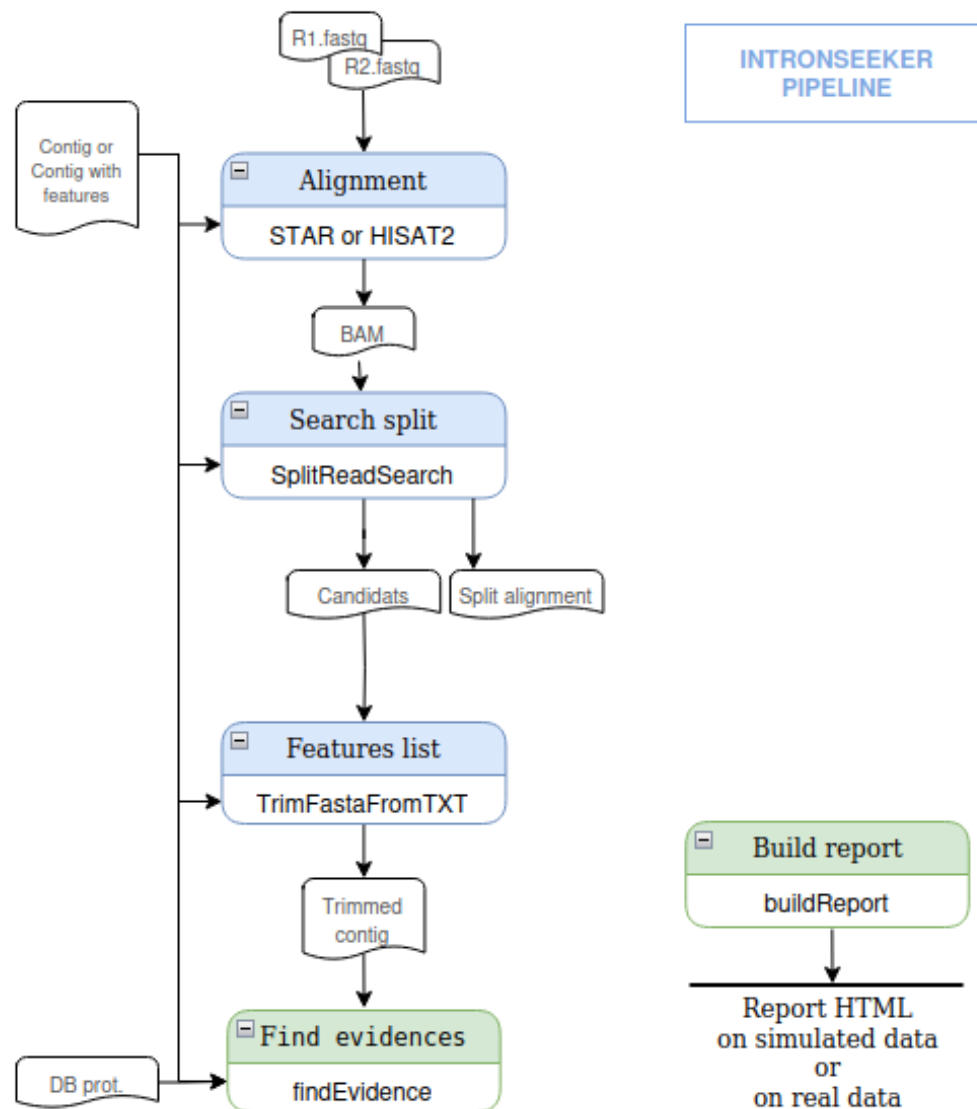 R1.fastq
R2.fastq
INTRONSEEKER
PIPELINE
Contig or
Contig with
features
Alignment
STAR or HISAT2
BAM
Search split
SplitReadSearch
Candidats
Split alignment
Features list
TrimFastaFromTXT
Trimmed
contig
Build report
buildReport
Report HTML
on simulated data
or
on real data
Find evidences
findEvidence
DB prot.